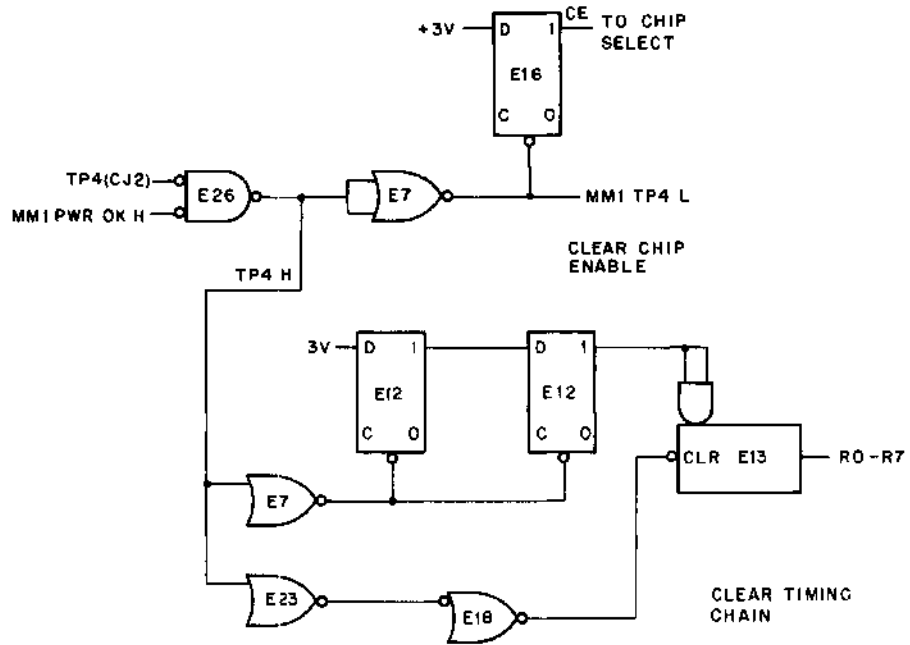 CE
TO CHIP
SELECT
+3V
D 1
E16
C 0
TP4(CJ2)
E26
E7
MM1 PWR OK H
MM1 TP4 L
CLEAR CHIP
ENABLE
TP4 H
3V
D 1
E12
C 0
D 1
E12
C 0
CLR E13
R0-R7
E7
E23
E18
CLEAR TIMING
CHAIN